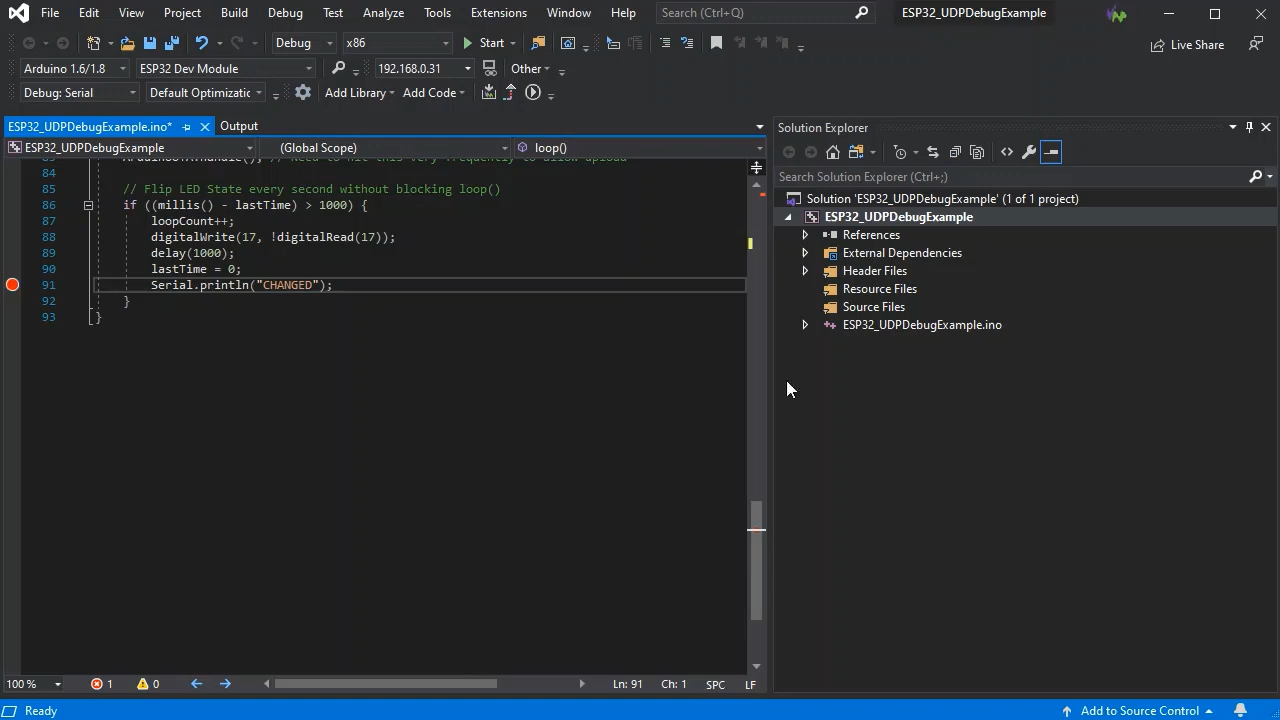 File Edit View Project Build Debug Test Analyze Tools Extensions Window Help Search (Ctrl+Q) ESP32_UDPDebugExample
Debug x86 Start Live Share
Arduino 1.6/1.8 ESP32 Dev Module 192.168.0.31 Other
Debug: Serial Default Optimizatic Add Library Add Code
ESP32_UDPDebugExample.ino* Output
ESP32_UDPDebugExample (Global Scope) loop()
84
85 // Flip LED State every second without blocking loop()
86 if ((millis() - lastTime) > 1000) {
87 loopCount++;
88 digitalWrite(17, !digitalRead(17));
89 delay(1000);
90 lastTime = 0;
91 Serial.println("CHANGED");
92 }
93 }
100 % 1 0 Ln: 91 Ch: 1 SPC LF
Solution Explorer
Search Solution Explorer (Ctrl+;)
Solution 'ESP32_UDPDebugExample' (1 of 1 project)
ESP32_UDPDebugExample
References
External Dependencies
Header Files
Resource Files
Source Files
ESP32_UDPDebugExample.ino
Ready Add to Source Control